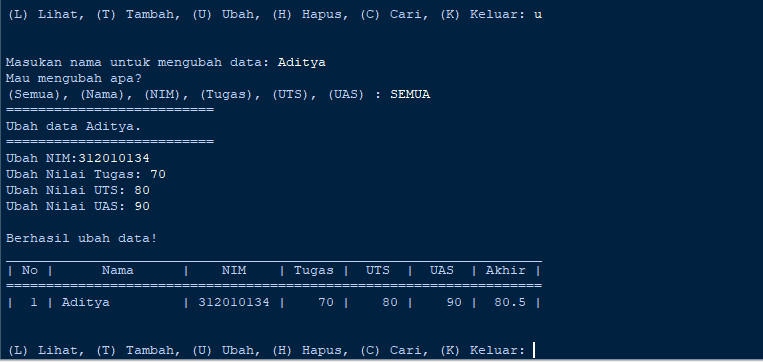 (L) Lihat, (T) Tambah, (U) Ubah, (H) Hapus, (C) Cari, (K) Keluar: u
Masukan nama untuk mengubah data: Aditya
Mau mengubah apa?
(Semua), (Nama), (NIM), (Tugas), (UTS), (UAS) : SEMUA
==========================
Ubah data Aditya.
==========================
Ubah NIM:312010134
Ubah Nilai Tugas: 70
Ubah Nilai UTS: 80
Ubah Nilai UAS: 90
Berhasil ubah data!
___________________________________________________________________
| No |      Nama      |    NIM    | Tugas |  UTS  |  UAS  | Akhir |
===================================================================
|  1 | Aditya         | 312010134 |    70 |    80 |    90 |  80.5 |
(L) Lihat, (T) Tambah, (U) Ubah, (H) Hapus, (C) Cari, (K) Keluar: